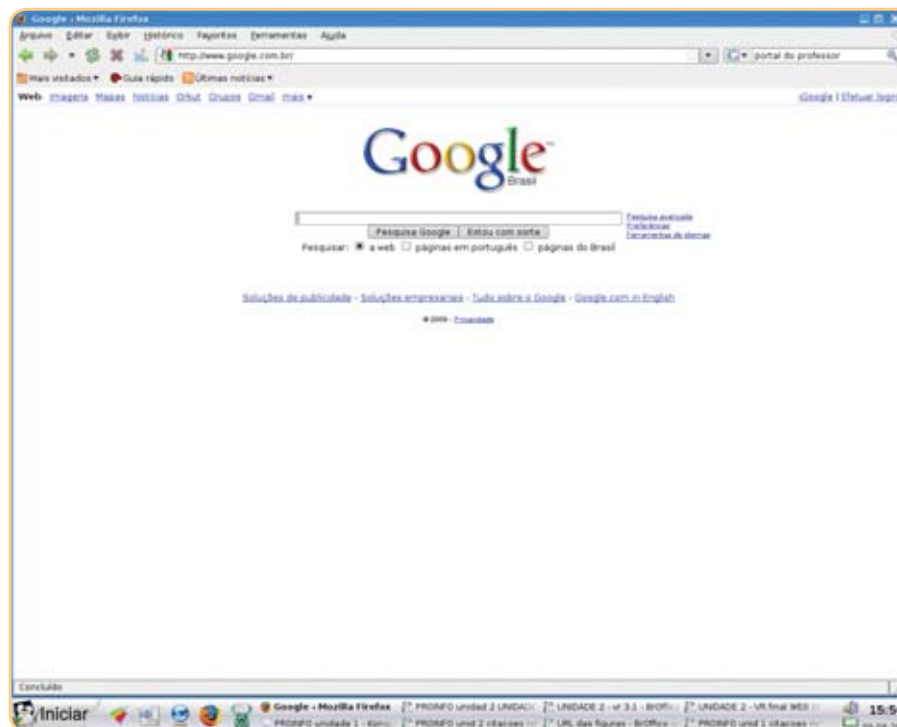 Google - Mozilla Firefox
Arquivo Editar Exibir Histórico Favoritos Ferramentas Ajuda
http://www.google.com.br/ portal do professor
Mais visitados Guia rápido Últimas notícias
Web Imagens Mapas Notícias Orkut Grupos Gmail mais iGoogle | Efetuar login
Google™
Brasil
Pesquisa avançada
Preferências
Ferramentas de idiomas
Pesquisa Google Estou com sorte
Pesquisar: a web páginas em português páginas do Brasil
Soluções de publicidade - Soluções empresariais - Tudo sobre o Google - Google.com in English
©2009 - Privacidade
Concluído
Iniciar Google - Mozilla Firefox PROINFO unidad 2 UNIDAD UNIDADE 2 - vr 3.1 - BrOffi UNIDADE 2 - VR final WEB 15:5
PROINFO unidade 1 - PROINFO unid 2 citacoes URL das figuras - BrOffice PROINFO unid 1 citacoes